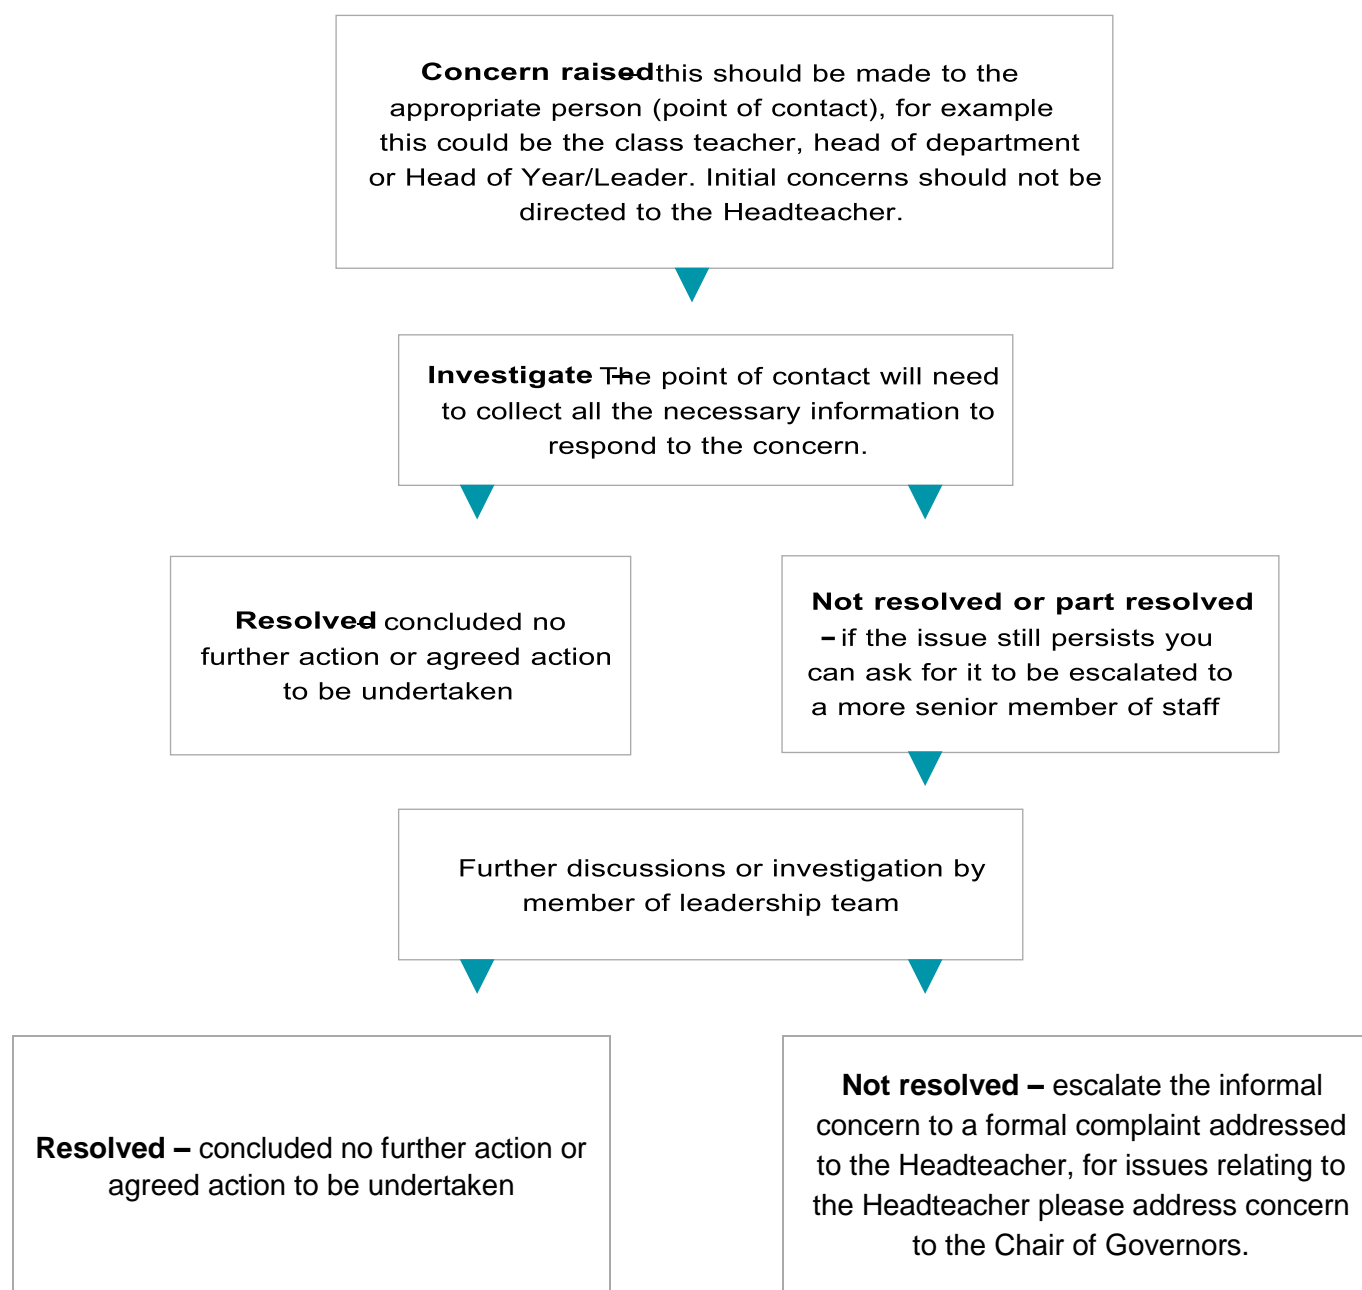 Concern raised – this should be made to the
appropriate person (point of contact), for example
this could be the class teacher, head of department
or Head of Year/Leader. Initial concerns should not be
directed to the Headteacher.
Investigate – The point of contact will need
to collect all the necessary information to
respond to the concern.
Resolved – concluded no
further action or agreed action
to be undertaken
Not resolved or part resolved
– if the issue still persists you
can ask for it to be escalated to
a more senior member of staff
Further discussions or investigation by
member of leadership team
Resolved – concluded no further action or
agreed action to be undertaken
Not resolved – escalate the informal
concern to a formal complaint addressed
to the Headteacher, for issues relating to
the Headteacher please address concern
to the Chair of Governors.